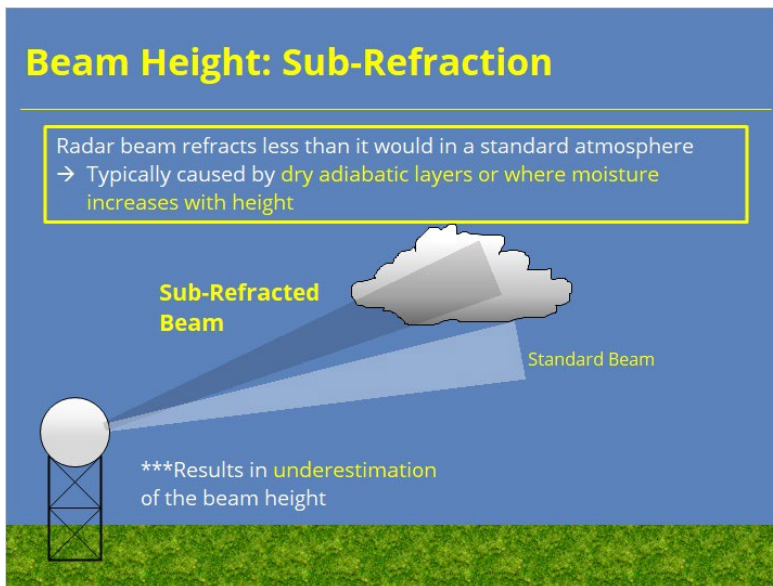 Beam Height: Sub-Refraction
Radar beam refracts less than it would in a standard atmosphere
→ Typically caused by dry adiabatic layers or where moisture
increases with height
Sub-Refracted
Beam
Standard Beam
***Results in underestimation
of the beam height